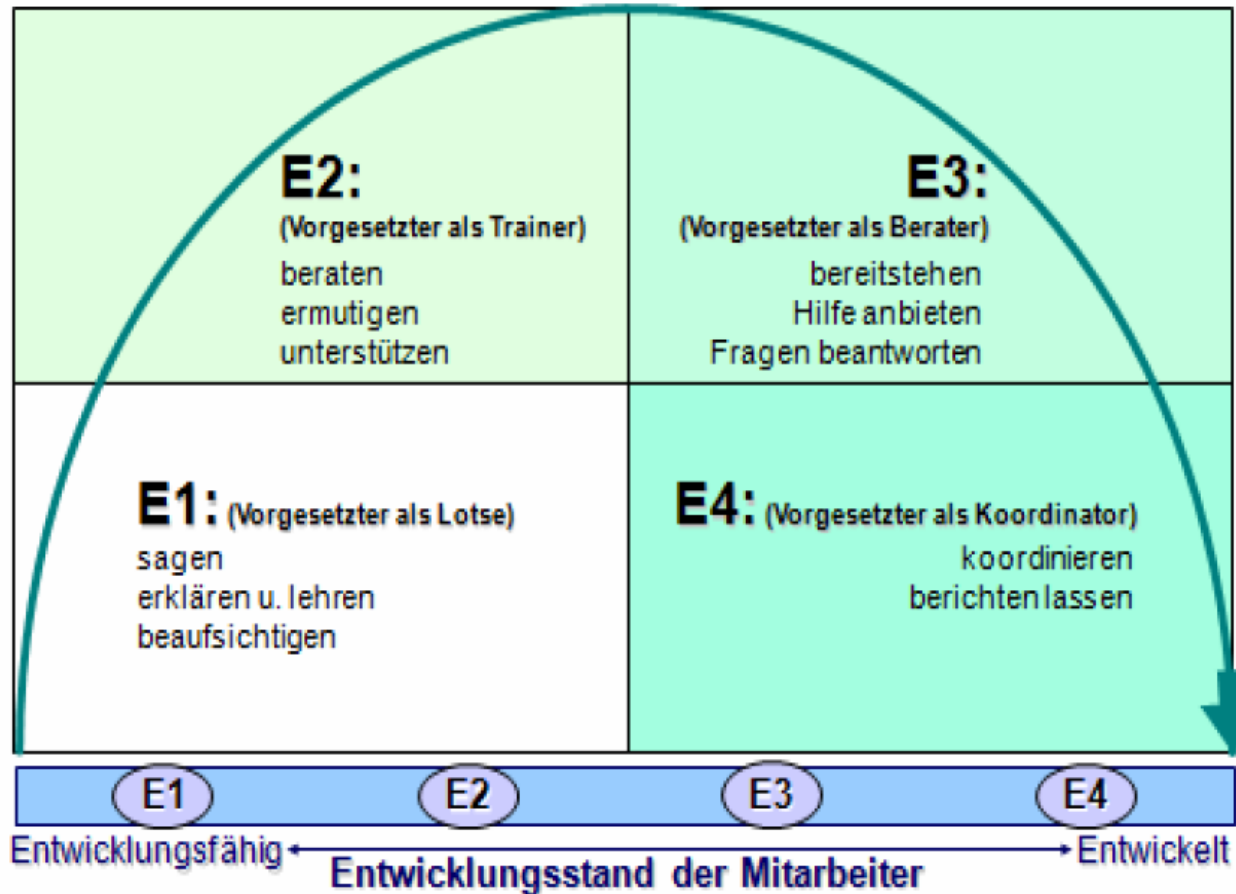 E2:
(Vorgesetzter als Trainer)
beraten
ermutigen
unterstützen
E3:
(Vorgesetzter als Berater)
bereitstehen
Hilfe anbieten
Fragen beantworten
E1: (Vorgesetzter als Lotse)
sagen
erklären u. lehren
beaufsichtigen
E4: (Vorgesetzter als Koordinator)
koordinieren
berichten lassen
E1 E2 E3 E4
Entwicklungsfähig Entwickelt
Entwicklungsstand der Mitarbeiter